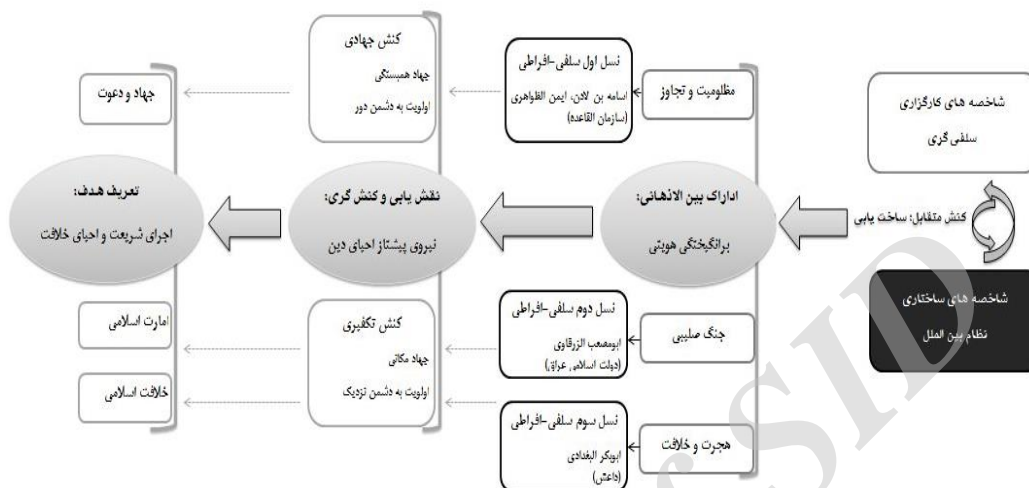 شاخصه های کارگزاری
سلفی گری
کنش متقابل: ساخت یابی
شاخصه های ساختاری
نظام بین الملل
مظلومیت و تجاوز
ادراک بین الاذهانی:
برانگیختگی هویتی
جنگ صلیبی
هجرت و خلافت
نسل اول سلفی-افراطی
اسامه بن لادن، ایمن الظواهری
(سازمان القاعده)
نسل دوم سلفی-افراطی
ابومصعب الزرقاوی
(دولت اسلامی عراق)
نسل سوم سلفی-افراطی
ابوبکر البغدادی
(داعش)
کنش جهادی
جهاد همبستگی
اولویت به دشمن دور
نقش یابی و کنش گری:
نیروی پیشتاز احیای دین
کنش تکفیری
جهاد مکانی
اولویت به دشمن نزدیک
جهاد و دعوت
تعریف هدف:
اجرای شریعت و احیای خلافت
امارت اسلامی
خلافت اسلامی
of SID